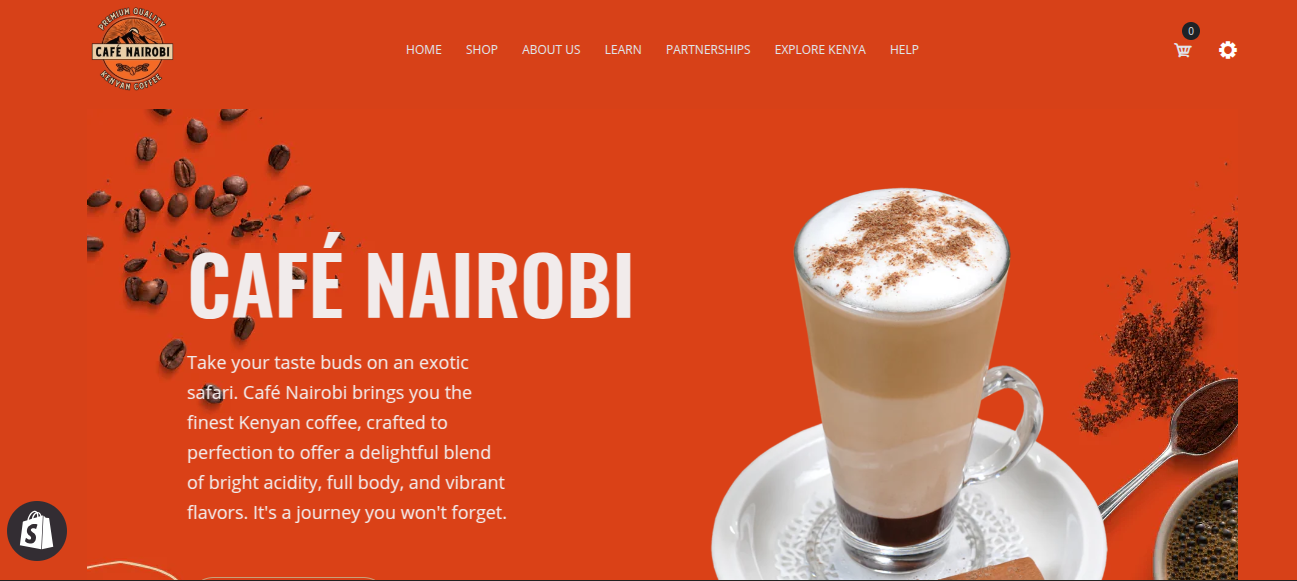 PREMIUM QUALITY
CAFÉ NAIROBI
KENYAN COFFEE
HOME SHOP ABOUT US LEARN PARTNERSHIPS EXPLORE KENYA HELP
0
CAFÉ NAIROBI
Take your taste buds on an exotic
safari. Café Nairobi brings you the
finest Kenyan coffee, crafted to
perfection to offer a delightful blend
of bright acidity, full body, and vibrant
flavors. It's a journey you won't forget.
S